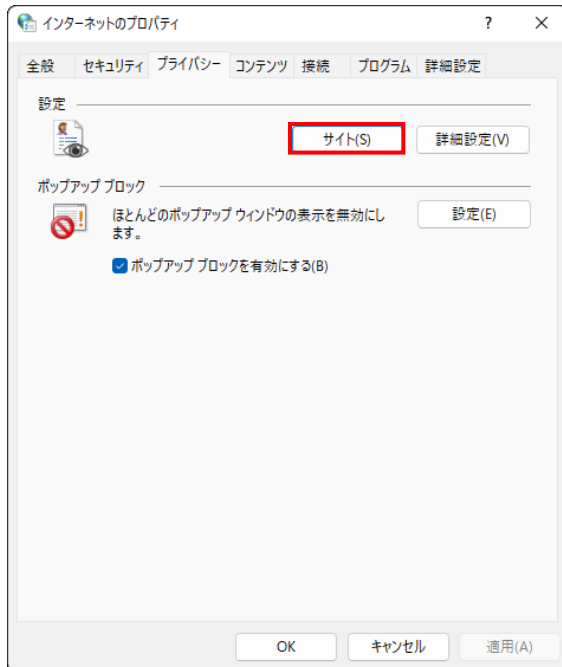 インターネットのプロパティ ?
全般 セキュリティ プライバシー コンテンツ 接続 プログラム 詳細設定
設定
サイト(S) 詳細設定(V)
ポップアップ ブロック
ほとんどのポップアップ ウィンドウの表示を無効にし 設定(E)
ます。
ポップアップ ブロックを有効にする(B)
OK キャンセル 適用(A)